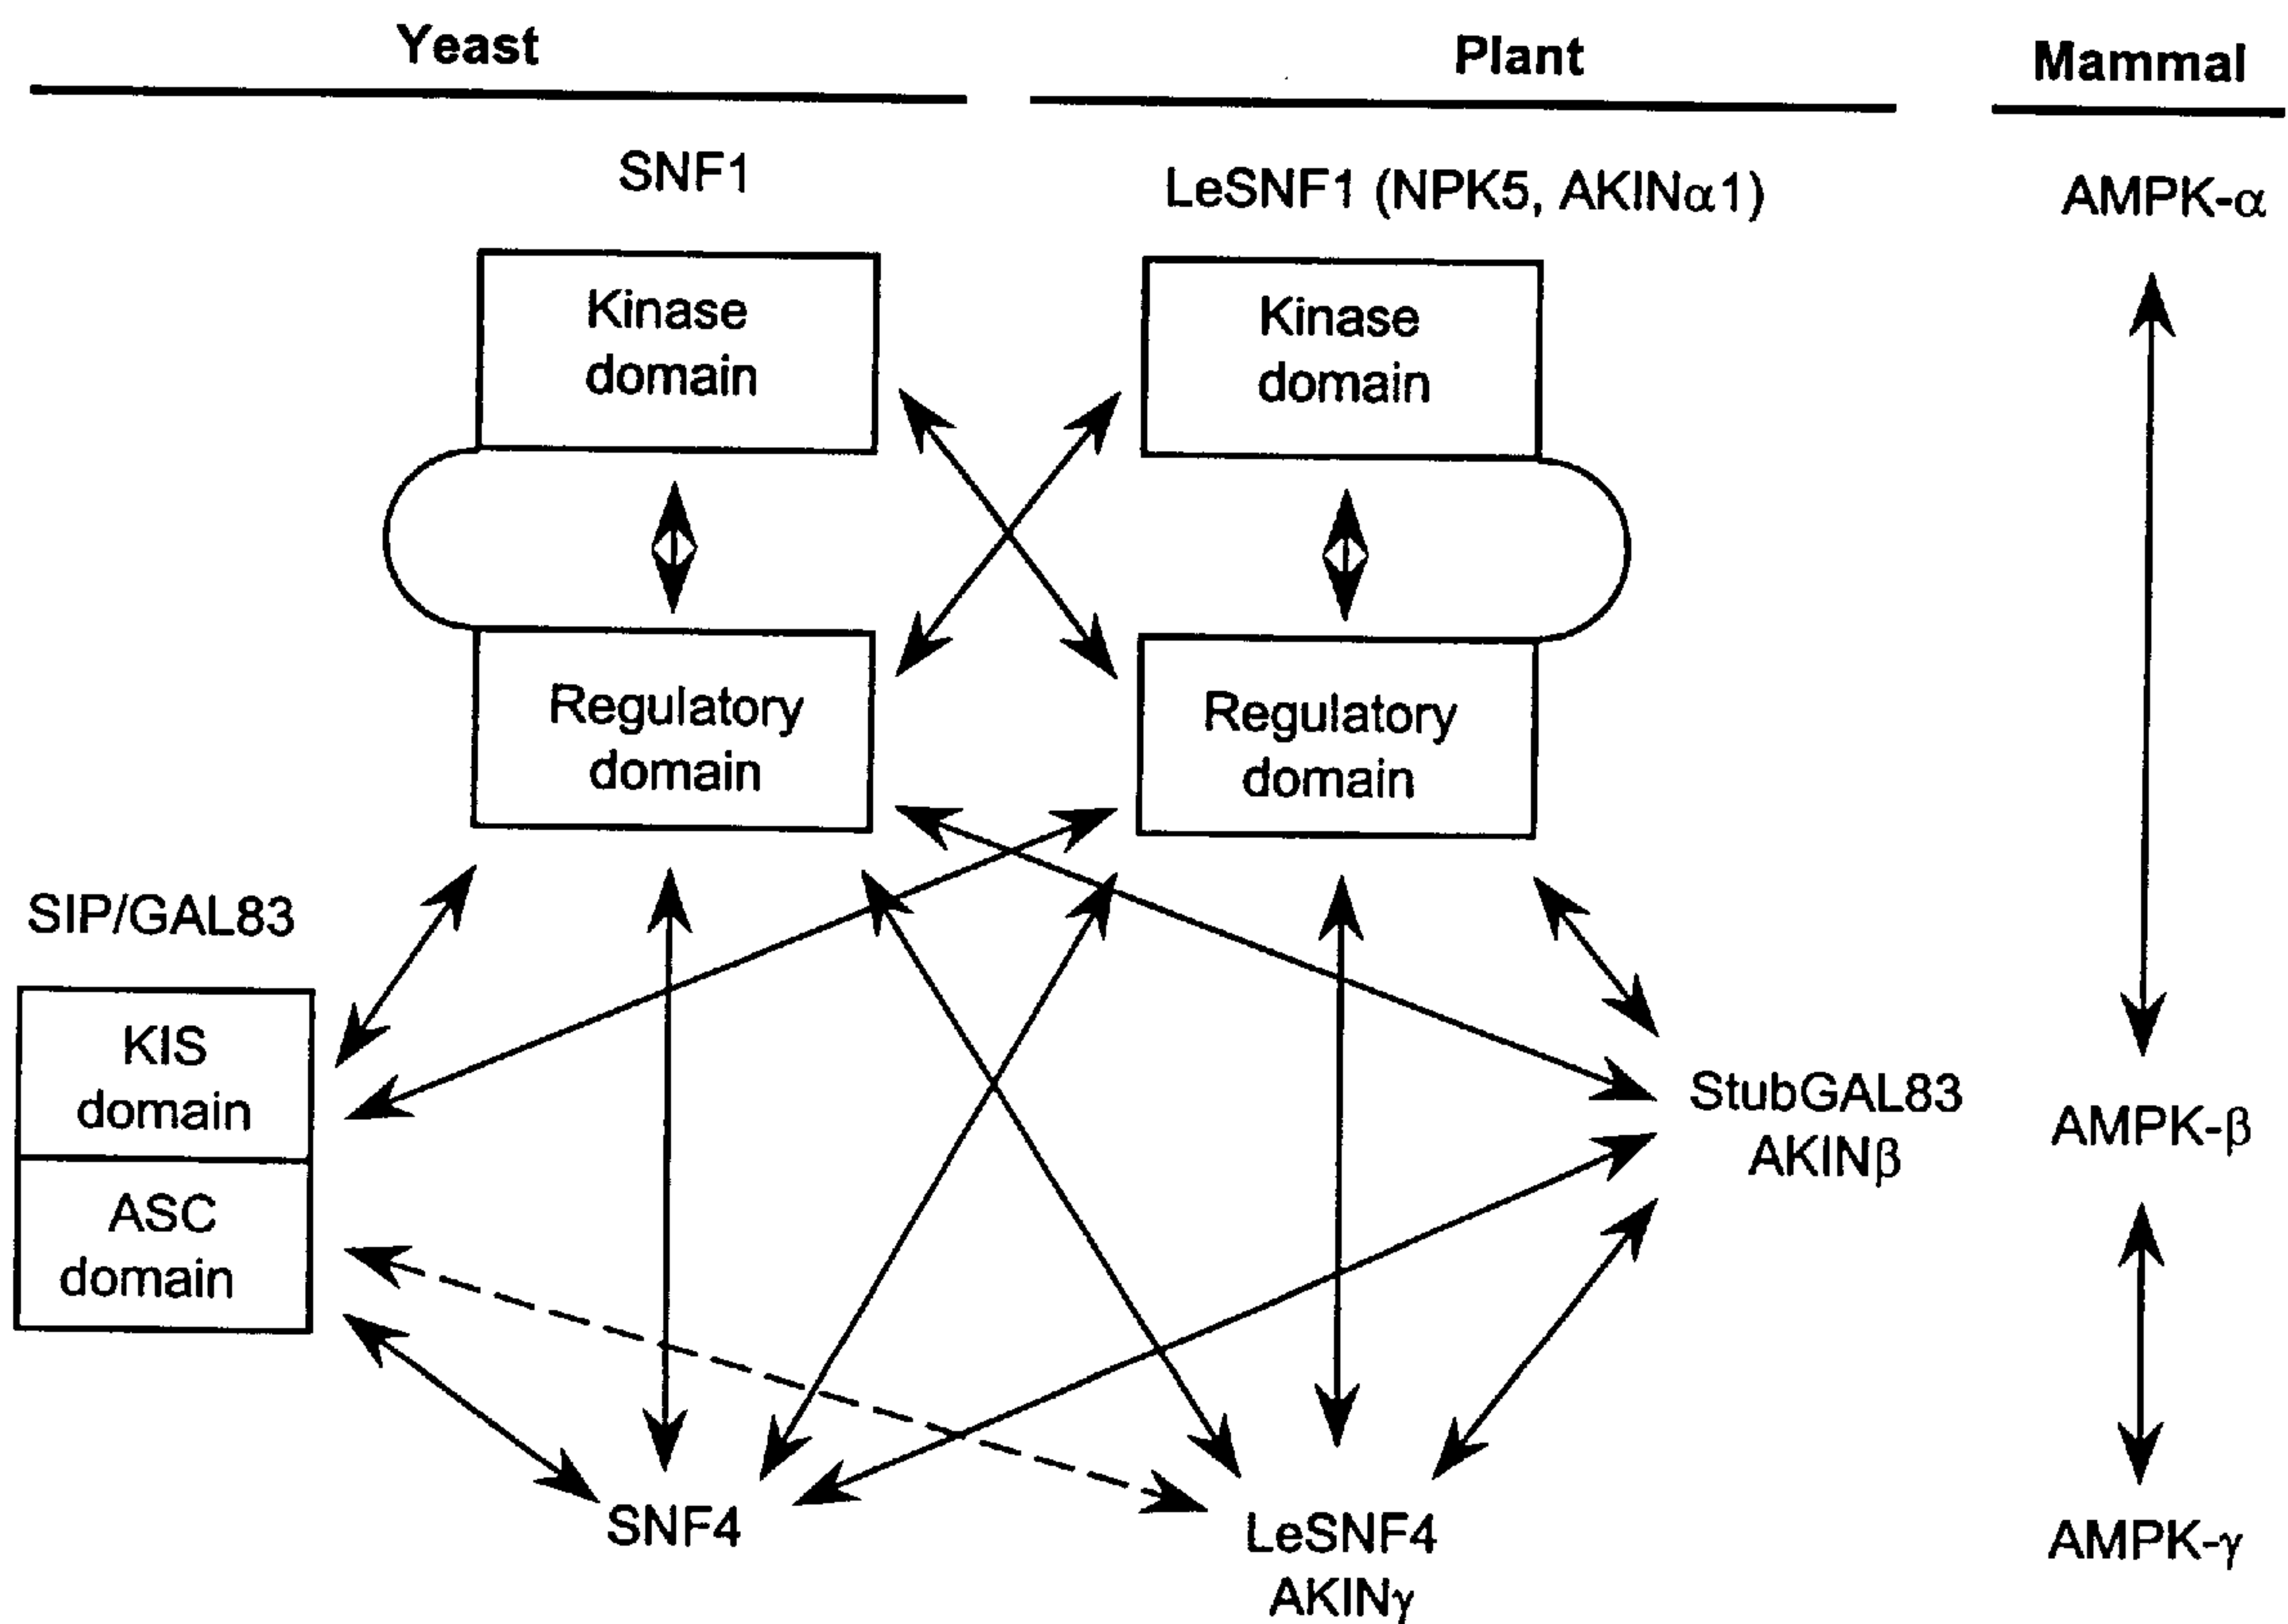 Yeast
Plant
Mammal
SNF1
LeSNF1 (NPK5, AKINα1)
AMPK-α
Kinase
domain
Kinase
domain
Regulatory
domain
Regulatory
domain
SIP/GAL83
KIS
domain
ASC
domain
StubGAL83
AKINβ
AMPK-β
SNF4
LeSNF4
AKINγ
AMPK-γ